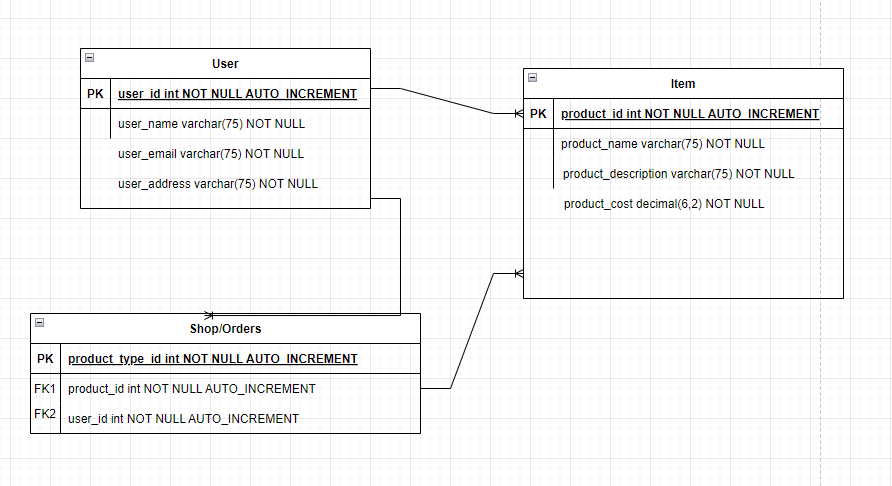 User
PK user_id int NOT NULL AUTO_INCREMENT
user_name varchar(75) NOT NULL
user_email varchar(75) NOT NULL
user_address varchar(75) NOT NULL
Item
PK product_id int NOT NULL AUTO_INCREMENT
product_name varchar(75) NOT NULL
product_description varchar(75) NOT NULL
product_cost decimal(6,2) NOT NULL
Shop/Orders
PK product_type_id int NOT NULL AUTO_INCREMENT
FK1 product_id int NOT NULL AUTO_INCREMENT
FK2 user_id int NOT NULL AUTO_INCREMENT